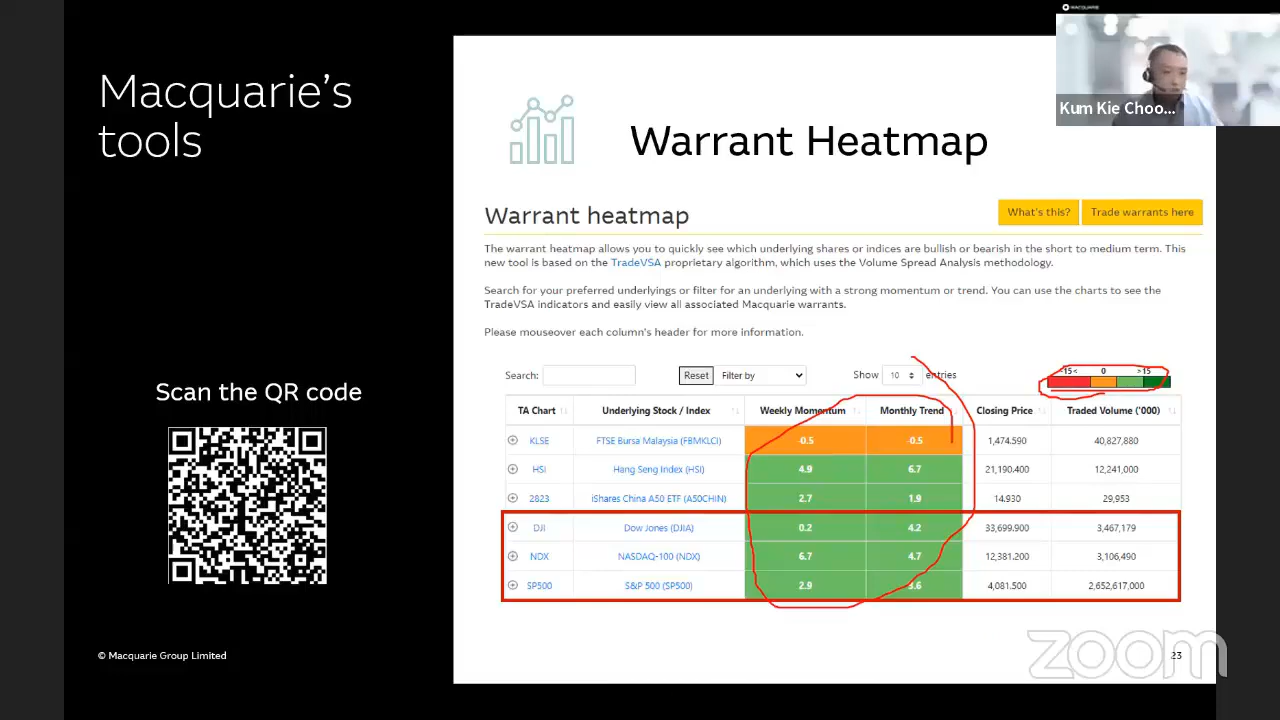 MACQUARIE
Kum Kie Choo...
Macquarie's
tools
Scan the QR code
© Macquarie Group Limited
Warrant Heatmap
Warrant heatmap
What's this?
Trade warrants here
The warrant heatmap allows you to quickly see which underlying shares or indices are bullish or bearish in the short to medium term. This
new tool is based on the TradeVSA proprietary algorithm, which uses the Volume Spread Analysis methodology.
Search for your preferred underlyings or filter for an underlying with a strong momentum or trend. You can use the charts to see the
TradeVSA indicators and easily view all associated Macquarie warrants.
Please mouseover each column's header for more information.
Search: Reset Filter by Show 10 entries
-15< 0 >15
TA Chart Underlying Stock / Index Weekly Momentum Monthly Trend Closing Price Traded Volume ('000)
KLSE FTSE Bursa Malaysia (FBMKLCI) -0.5 -0.5 1,474.590 40,827,880
HSI Hang Seng Index (HSI) 4.9 6.7 21,190.400 12,241,000
2823 iShares China A50 ETF (A50CHIN) 2.7 1.9 14.930 29,953
DJI Dow Jones (DJIA) 0.2 4.2 33,699.900 3,467,179
NDX NASDAQ-100 (NDX) 6.7 4.7 12,381.200 3,106,490
SP500 S&P 500 (SP500) 2.9 3.6 4,081.500 2,652,617,000
zoom
23